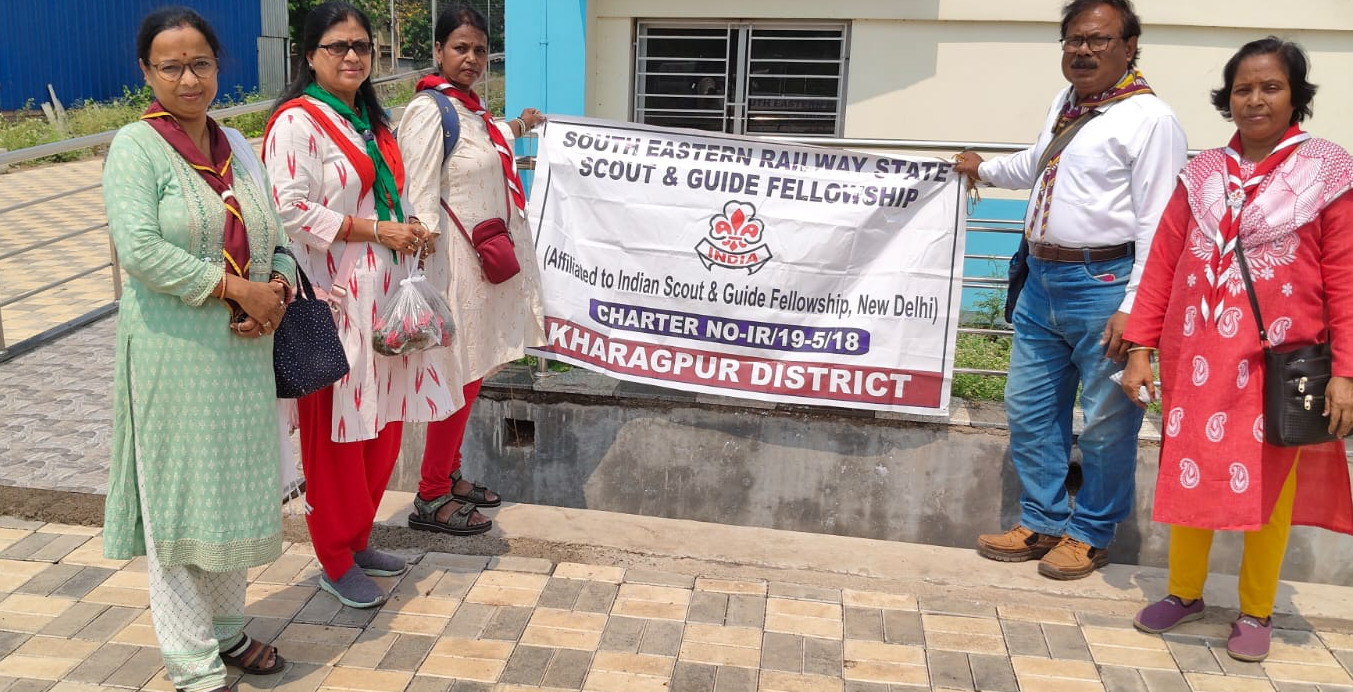 SOUTH EASTERN RAILWAY STATE
SCOUT & GUIDE FELLOWSHIP
INDIA
(Affiliated to Indian Scout & Guide Fellowship, New Delhi)
CHARTER NO-IR/19-5/18
KHARAGPUR DISTRICT